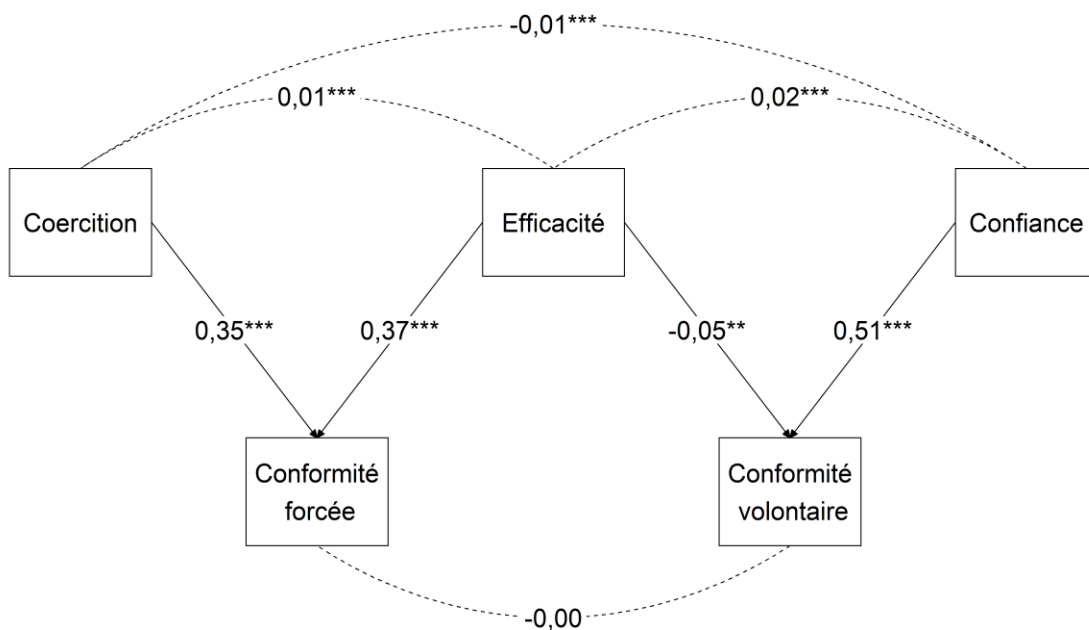 -0,01***
0,01***
0,02***
Coercition
Efficacité
Confiance
0,35***
0,37***
-0,05**
0,51***
Conformité
forcée
Conformité
volontaire
-0,00